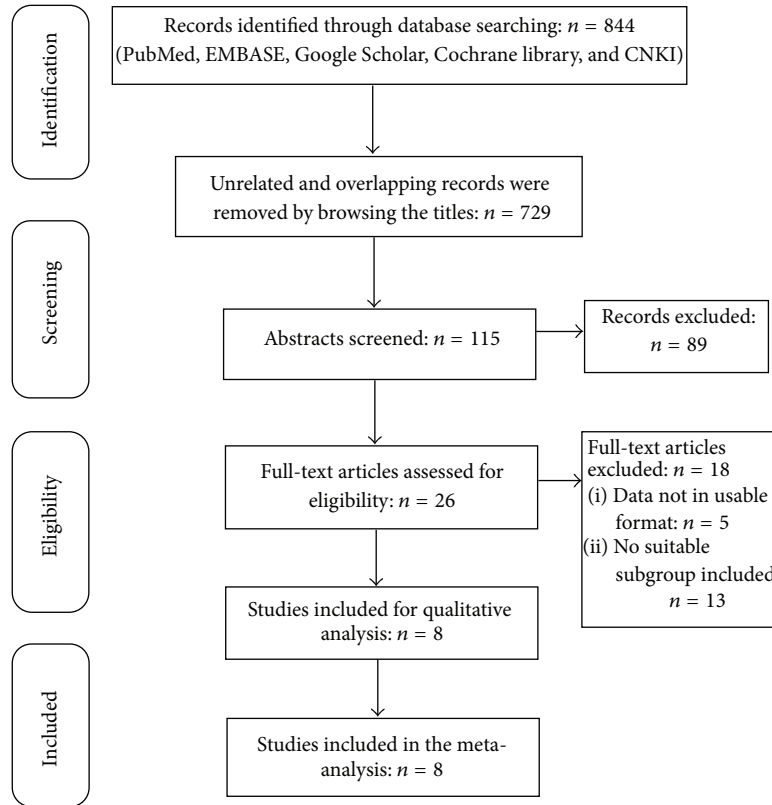 Identification
Records identified through database searching: n = 844
(PubMed, EMBASE, Google Scholar, Cochrane library, and CNKI)
Unrelated and overlapping records were
removed by browsing the titles: n = 729
Screening
Abstracts screened: n = 115
Records excluded:
n = 89
Eligibility
Full-text articles assessed for
eligibility: n = 26
Full-text articles
excluded: n = 18
(i) Data not in usable
format: n = 5
(ii) No suitable
subgroup included
n = 13
Studies included for qualitative
analysis: n = 8
Included
Studies included in the meta-
analysis: n = 8